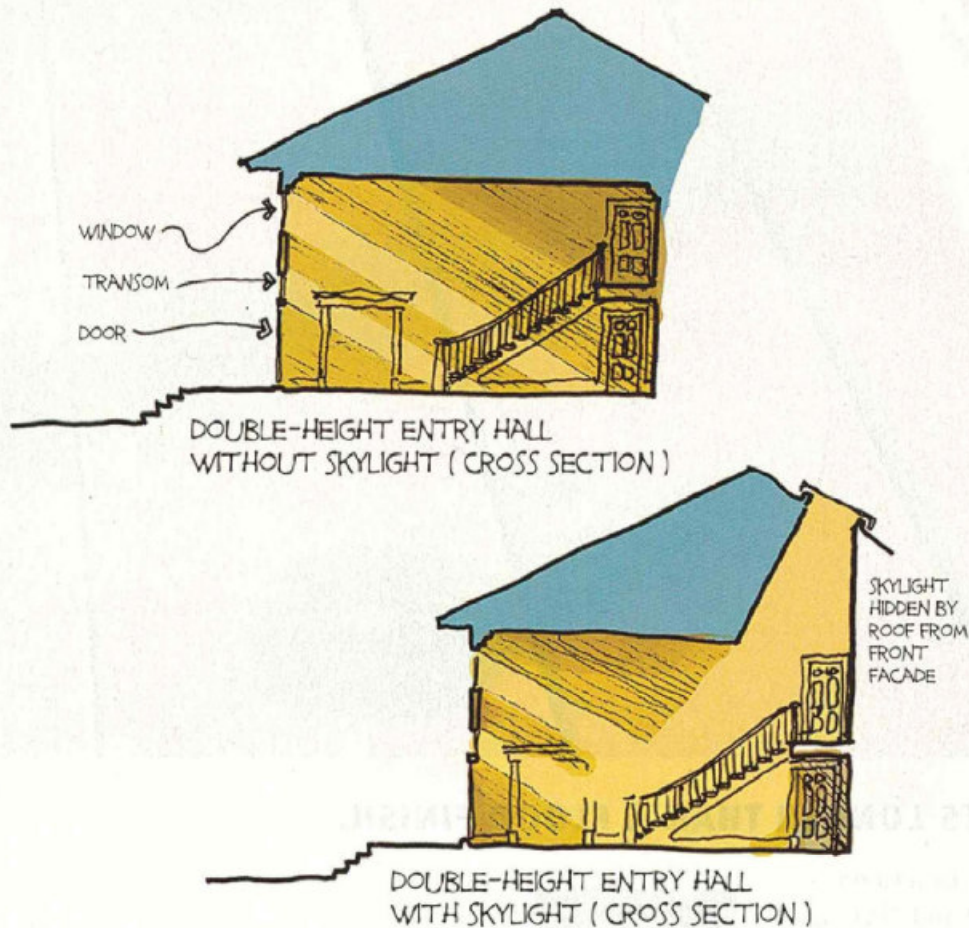 WINDOW
TRANSOM
DOOR
DOUBLE-HEIGHT ENTRY HALL
WITHOUT SKYLIGHT ( CROSS SECTION )
SKYLIGHT
HIDDEN BY
ROOF FROM
FRONT
FACADE
DOUBLE-HEIGHT ENTRY HALL
WITH SKYLIGHT ( CROSS SECTION )